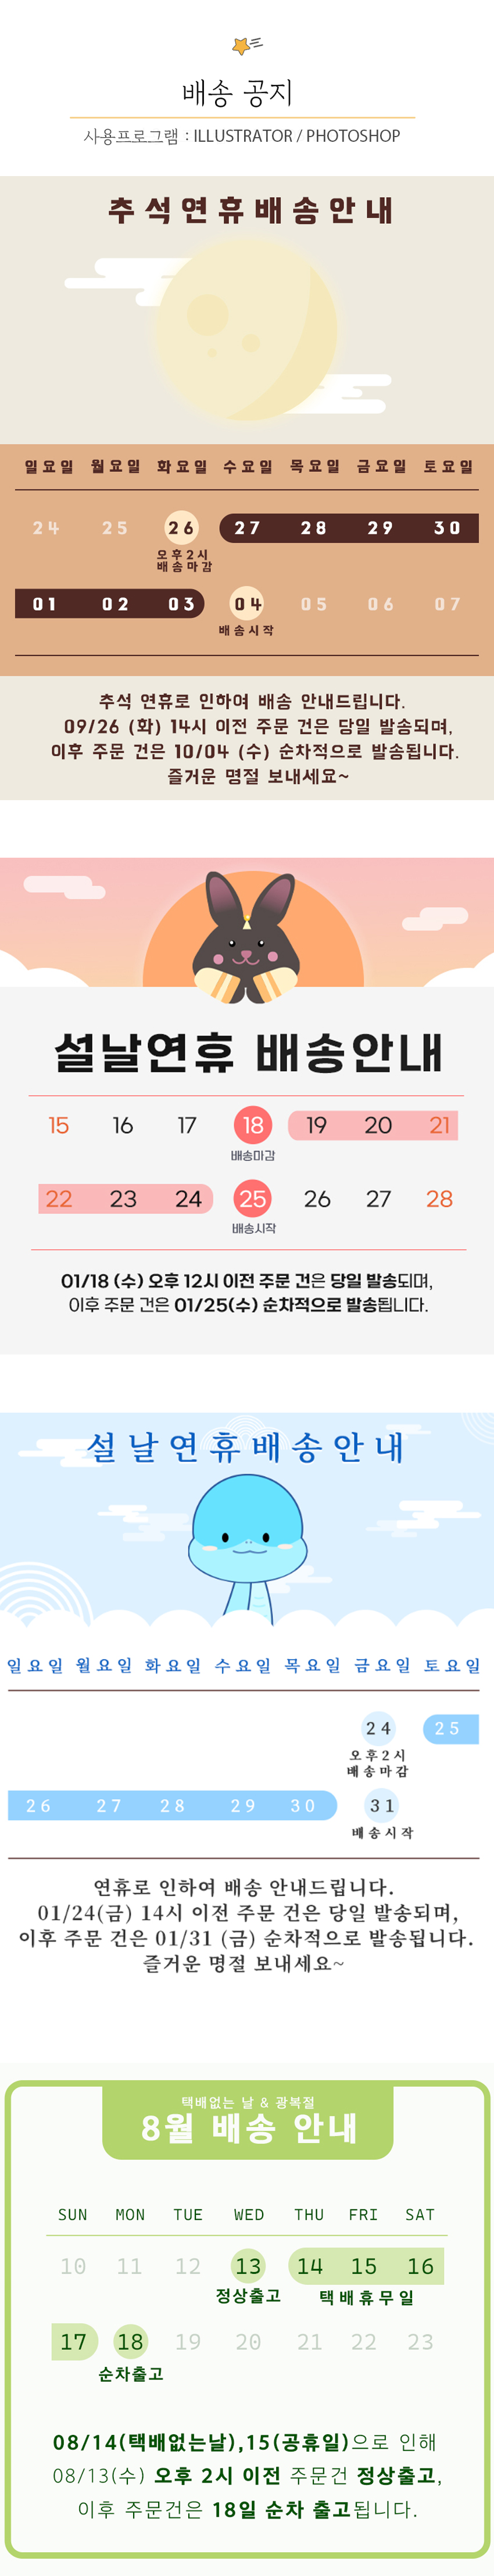 배송 공지
사용프로그램 : ILLUSTRATOR / PHOTOSHOP
추석연휴배송안내
일요일 월요일 화요일 수요일 목요일 금요일 토요일
24 25 26 27 28 29 30
오후2시
배송마감
01 02 03 04 05 06 07
배송시작
추석 연휴로 인하여 배송 안내드립니다.
09/26 (화) 14시 이전 주문 건은 당일 발송되며,
이후 주문 건은 10/04 (수) 순차적으로 발송됩니다.
즐거운 명절 보내세요~
설날연휴 배송안내
15 16 17 18 19 20 21
배송마감
22 23 24 25 26 27 28
배송시작
01/18 (수) 오후 12시 이전 주문 건은 당일 발송되며,
이후 주문 건은 01/25(수) 순차적으로 발송됩니다.
설날연휴배송안내
일요일 월요일 화요일 수요일 목요일 금요일 토요일
24 25
오후2시
배송마감
26 27 28 29 30 31
배송시작
연휴로 인하여 배송 안내드립니다.
01/24(금) 14시 이전 주문 건은 당일 발송되며,
이후 주문 건은 01/31 (금) 순차적으로 발송됩니다.
즐거운 명절 보내세요~
택배없는 날 & 광복절
8월 배송 안내
SUN MON TUE WED THU FRI SAT
10 11 12 13 14 15 16
정상출고 택배휴무일
17 18 19 20 21 22 23
순차출고
08/14(택배없는날),15(공휴일)으로 인해
08/13(수) 오후 2시 이전 주문건 정상출고,
이후 주문건은 18일 순차 출고됩니다.